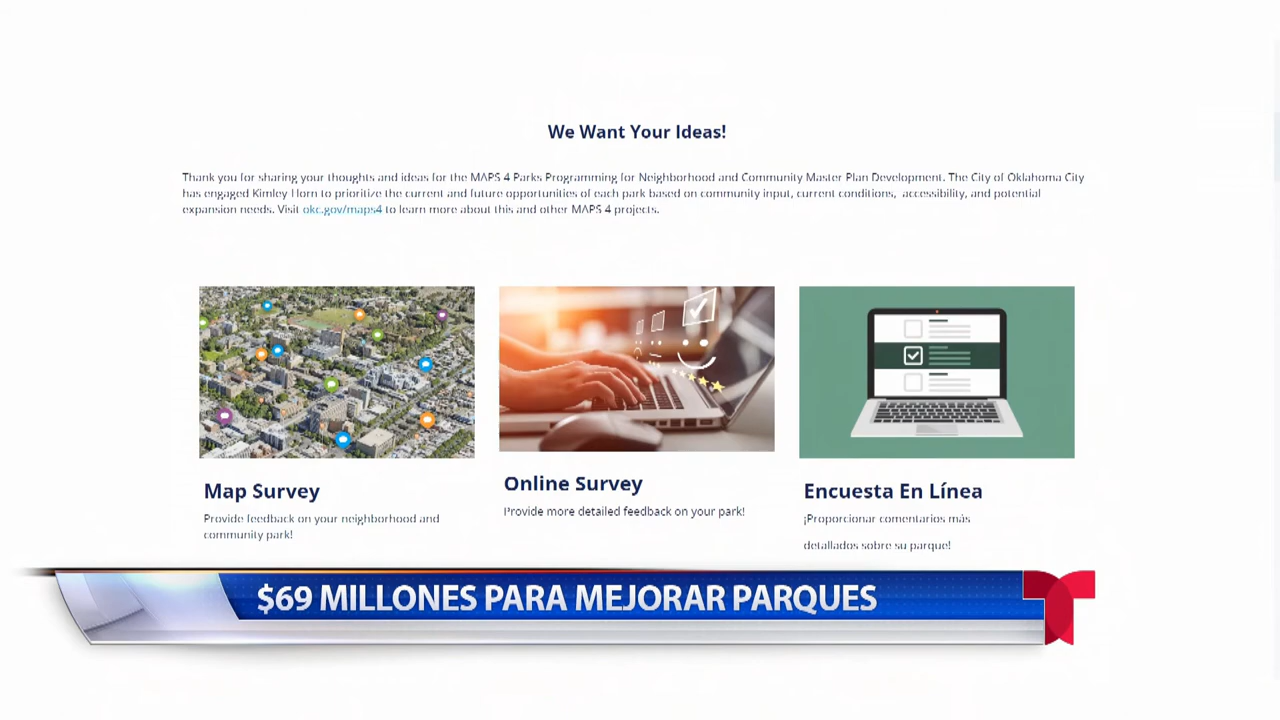 We Want Your Ideas!
Thank you for sharing your thoughts and ideas for the MAPS 4 Parks Programming for Neighborhood and Community Master Plan Development. The City of Oklahoma City
has engaged Kimley Horn to prioritize the current and future opportunities of each park based on community input, current conditions, accessibility, and potential
expansion needs. Visit okc.gov/maps4 to learn more about this and other MAPS 4 projects.
Map Survey
Provide feedback on your neighborhood and
community park!
Online Survey
Provide more detailed feedback on your park!
Encuesta En Línea
¡Proporcionar comentarios más
detallados sobre su parque!
$69 MILLONES PARA MEJORAR PARQUES